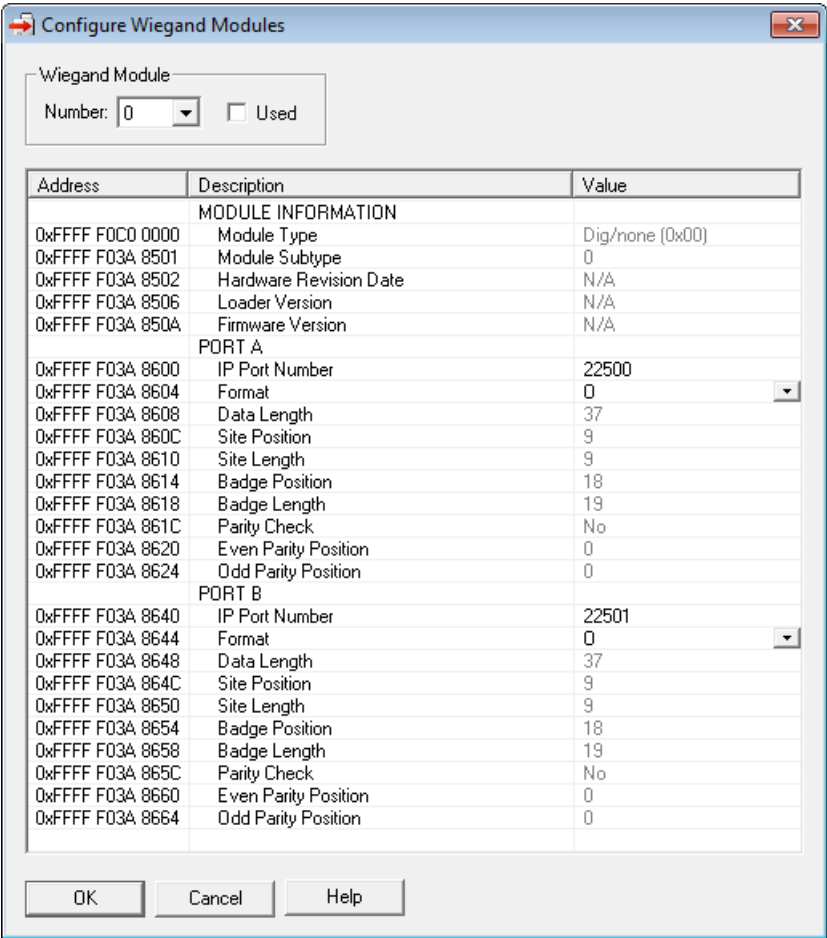 Configure Wiegand Modules
Wiegand Module
Number: 0 Used
Address Description Value
MODULE INFORMATION
0xFFFF F0C0 0000 Module Type Dig/none (0x00)
0xFFFF F03A 8501 Module Subtype 0
0xFFFF F03A 8502 Hardware Revision Date N/A
0xFFFF F03A 8506 Loader Version N/A
0xFFFF F03A 850A Firmware Version N/A
PORT A
0xFFFF F03A 8600 IP Port Number 22500
0xFFFF F03A 8604 Format O
0xFFFF F03A 8608 Data Length 37
0xFFFF F03A 860C Site Position 9
0xFFFF F03A 8610 Site Length 9
0xFFFF F03A 8614 Badge Position 18
0xFFFF F03A 8618 Badge Length 19
0xFFFF F03A 861C Parity Check No
0xFFFF F03A 8620 Even Parity Position 0
0xFFFF F03A 8624 Odd Parity Position 0
PORT B
0xFFFF F03A 8640 IP Port Number 22501
0xFFFF F03A 8644 Format O
0xFFFF F03A 8648 Data Length 37
0xFFFF F03A 864C Site Position 9
0xFFFF F03A 8650 Site Length 9
0xFFFF F03A 8654 Badge Position 18
0xFFFF F03A 8658 Badge Length 19
0xFFFF F03A 865C Parity Check No
0xFFFF F03A 8660 Even Parity Position 0
0xFFFF F03A 8664 Odd Parity Position 0
OK Cancel Help